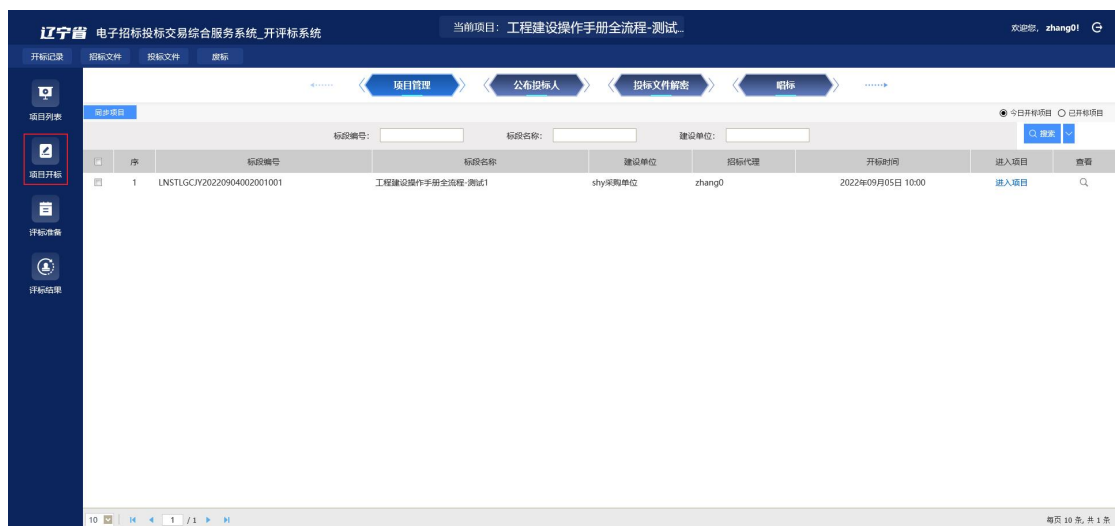 辽宁省 电子招标投标交易综合服务系统_开评标系统 当前项目：工程建设操作手册全流程-测试... 欢迎您，zhang0!
开标记录 招标文件 投标文件 废标
项目管理 公布投标人 投标文件解密 唱标
项目列表
同步项目 今日开标项目 已开标项目
标段编号： 标段名称： 建设单位： 搜索
项目开标
序 标段编号 标段名称 建设单位 招标代理 开标时间 进入项目 查看
1 LNSTLGCJY20220904002001001 工程建设操作手册全流程-测试1 shy采购单位 zhang0 2022年09月05日 10:00 进入项目
评标准备
评标结果
10 1 /1 每页 10 条, 共 1 条